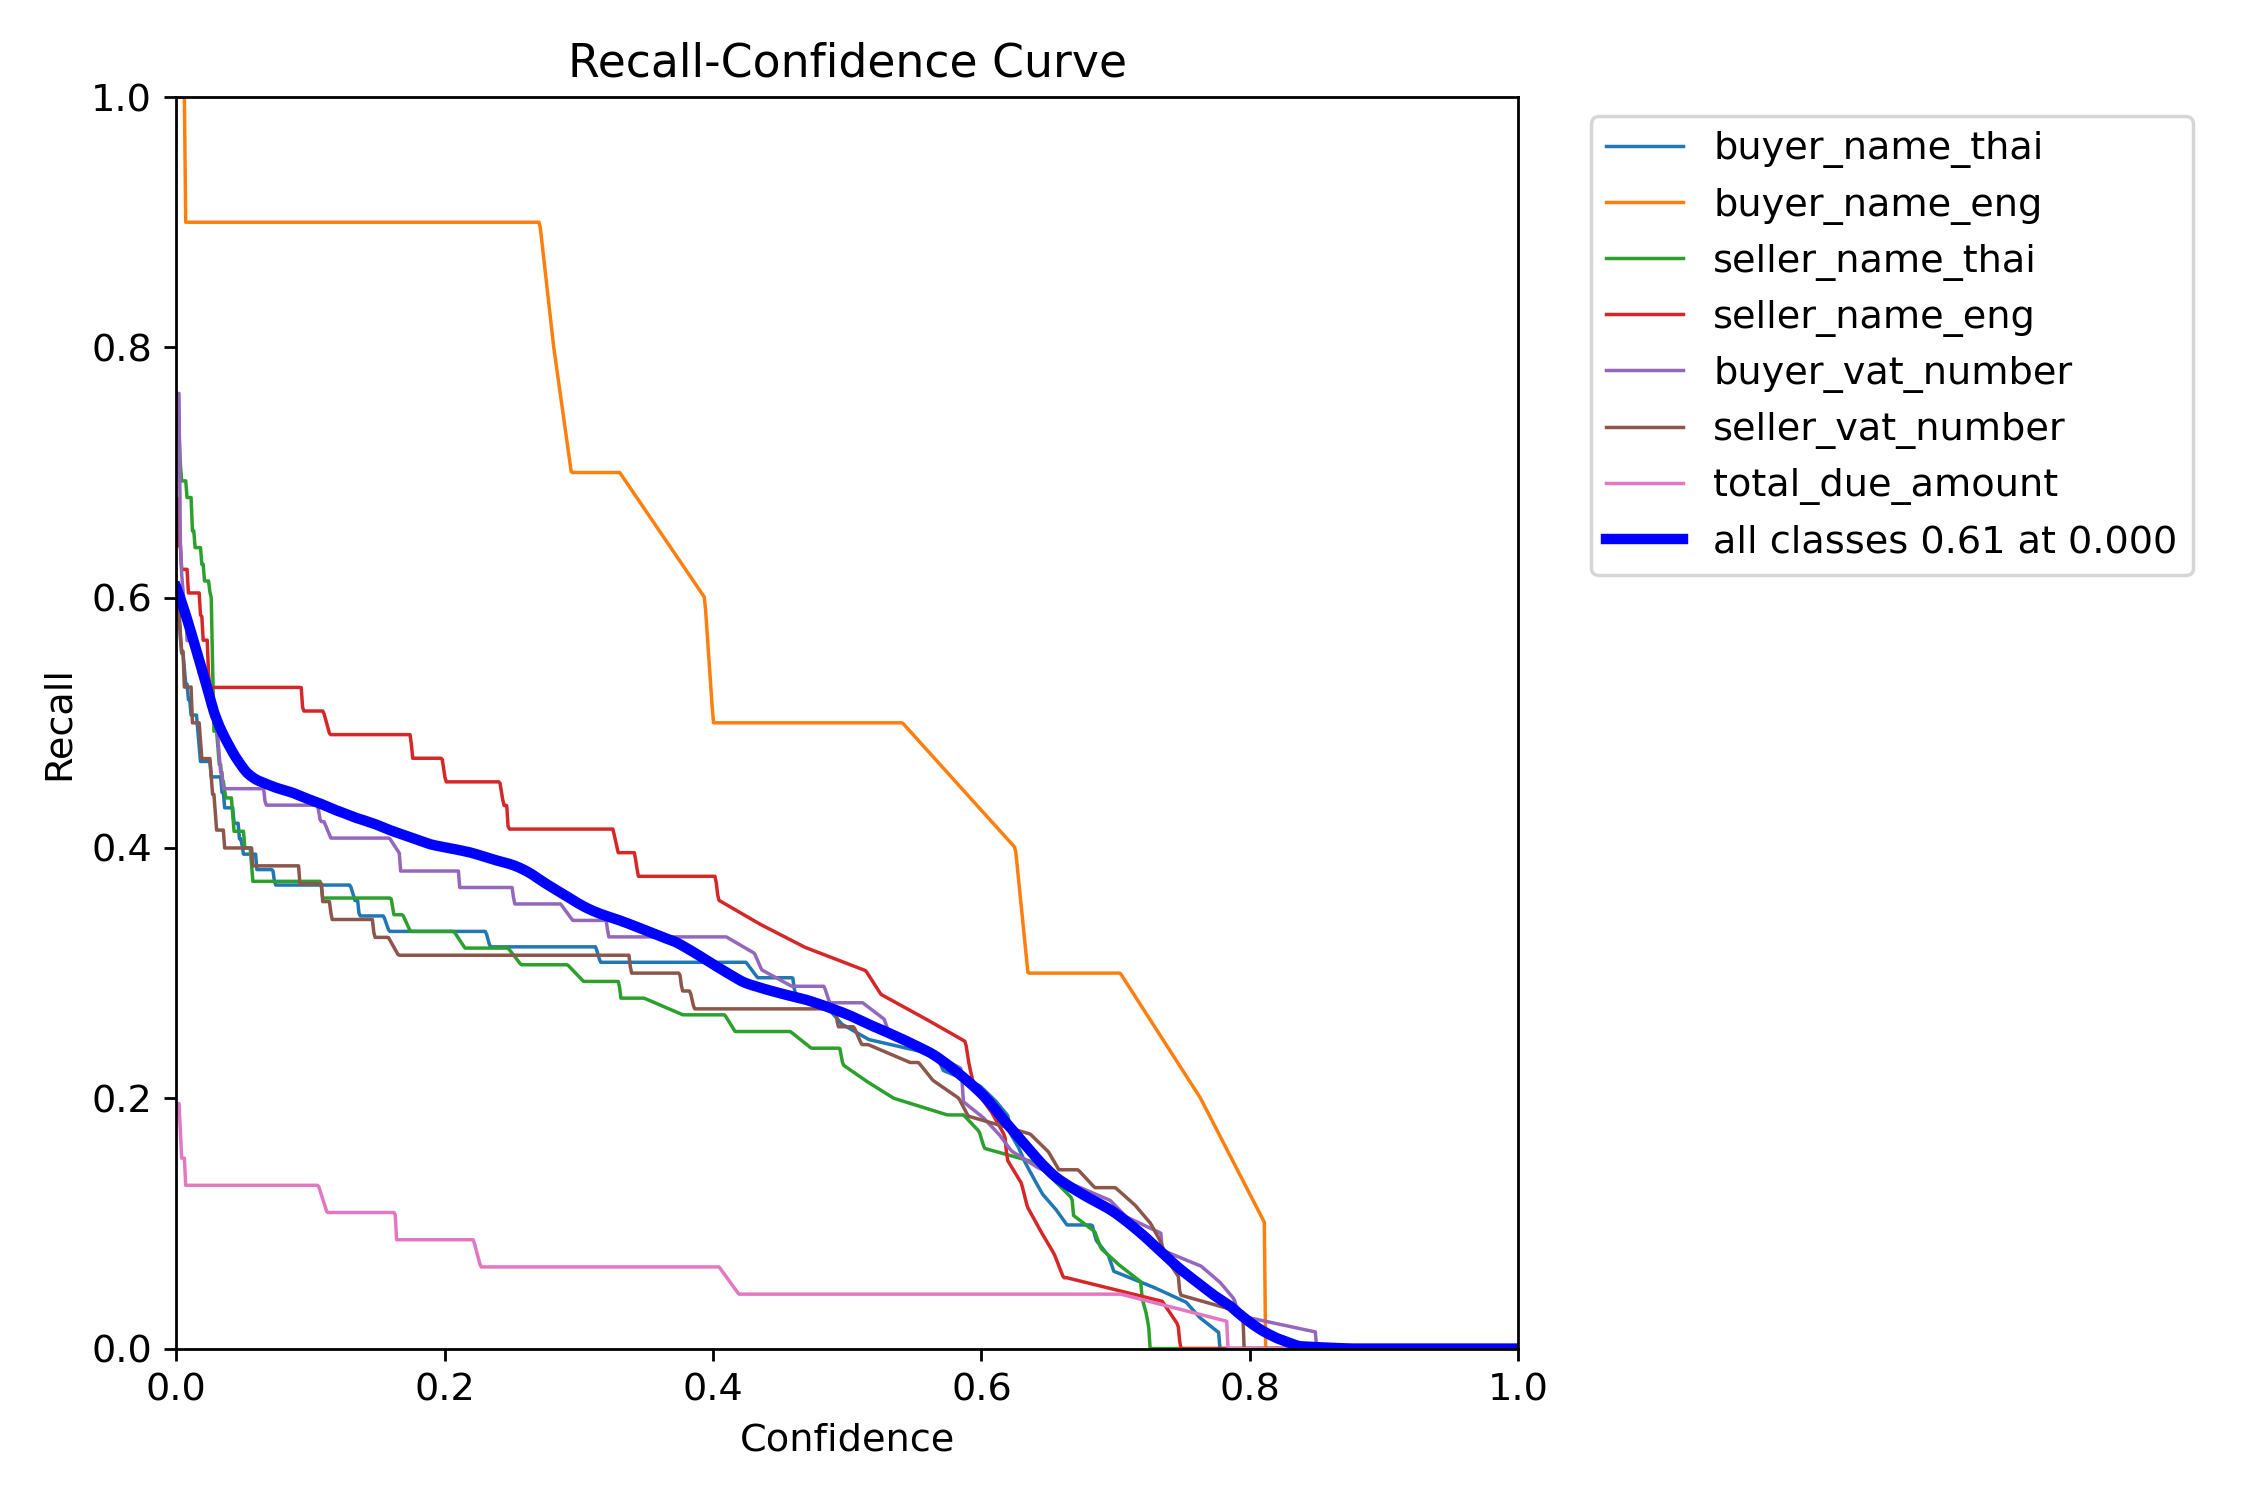 Recall-Confidence Curve
1.0
0.8
0.6
0.4
0.2
0.0
Recall
0.0
0.2
0.4
0.6
0.8
1.0
Confidence
buyer_name_thai
buyer_name_eng
seller_name_thai
seller_name_eng
buyer_vat_number
seller_vat_number
total_due_amount
all classes 0.61 at 0.000